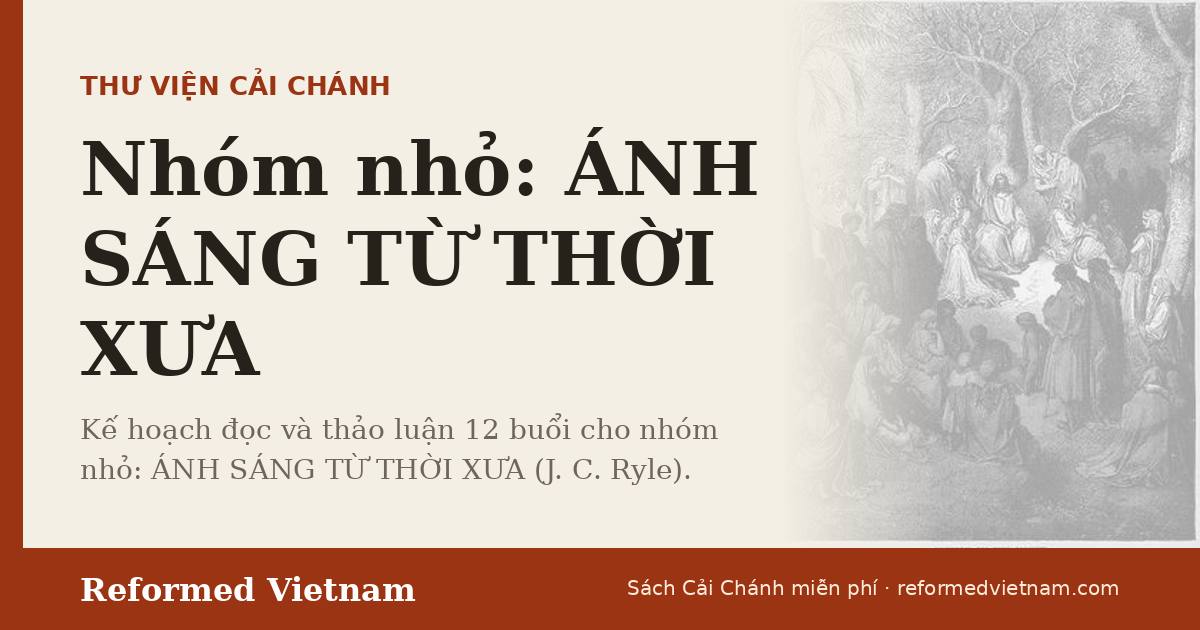 THƯ VIỆN CẢI CHÁNH
Nhóm nhỏ: ÁNH
SÁNG TỪ THỜI
XƯA
Kế hoạch đọc và thảo luận 12 buổi cho nhóm
nhỏ: ÁNH SÁNG TỪ THỜI XƯA (J. C. Ryle).
Reformed Vietnam
Sách Cải Chánh miễn phí · reformedvietnam.com